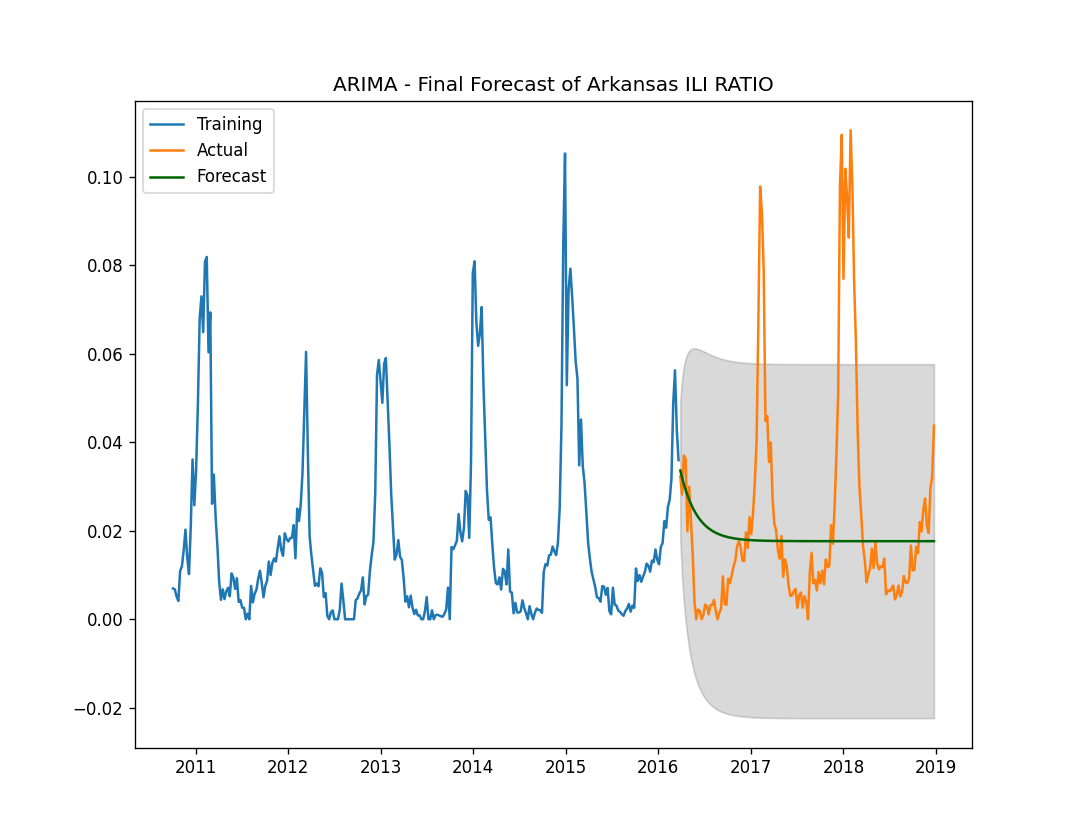 ARIMA - Final Forecast of Arkansas ILI RATIO
Training
Actual
Forecast
0.10
0.08
0.06
0.04
0.02
0.00
−0.02
2011 2012 2013 2014 2015 2016 2017 2018 2019